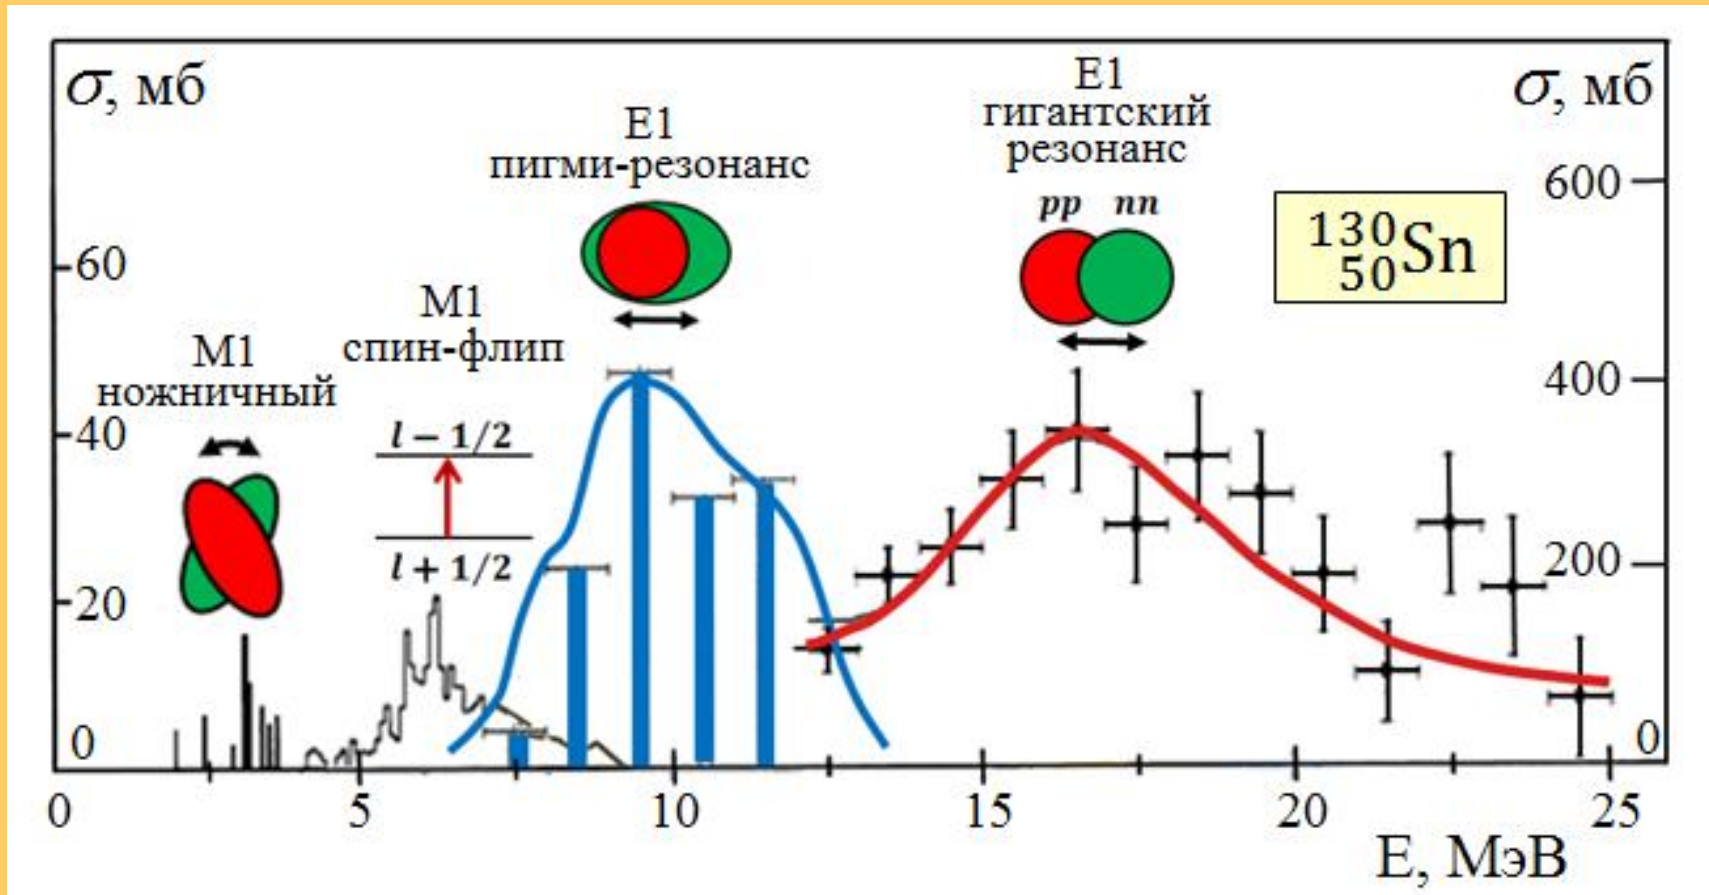 σ, мб
σ, мб
E1
пигми-резонанс
E1
гигантский
резонанс
pp nn
130
50 Sn
M1
ножничный
M1
спин-флип
l − 1/2
l + 1/2
60
40
20
0
600
400
200
0
0 5 10 15 20 25
E, МэВ